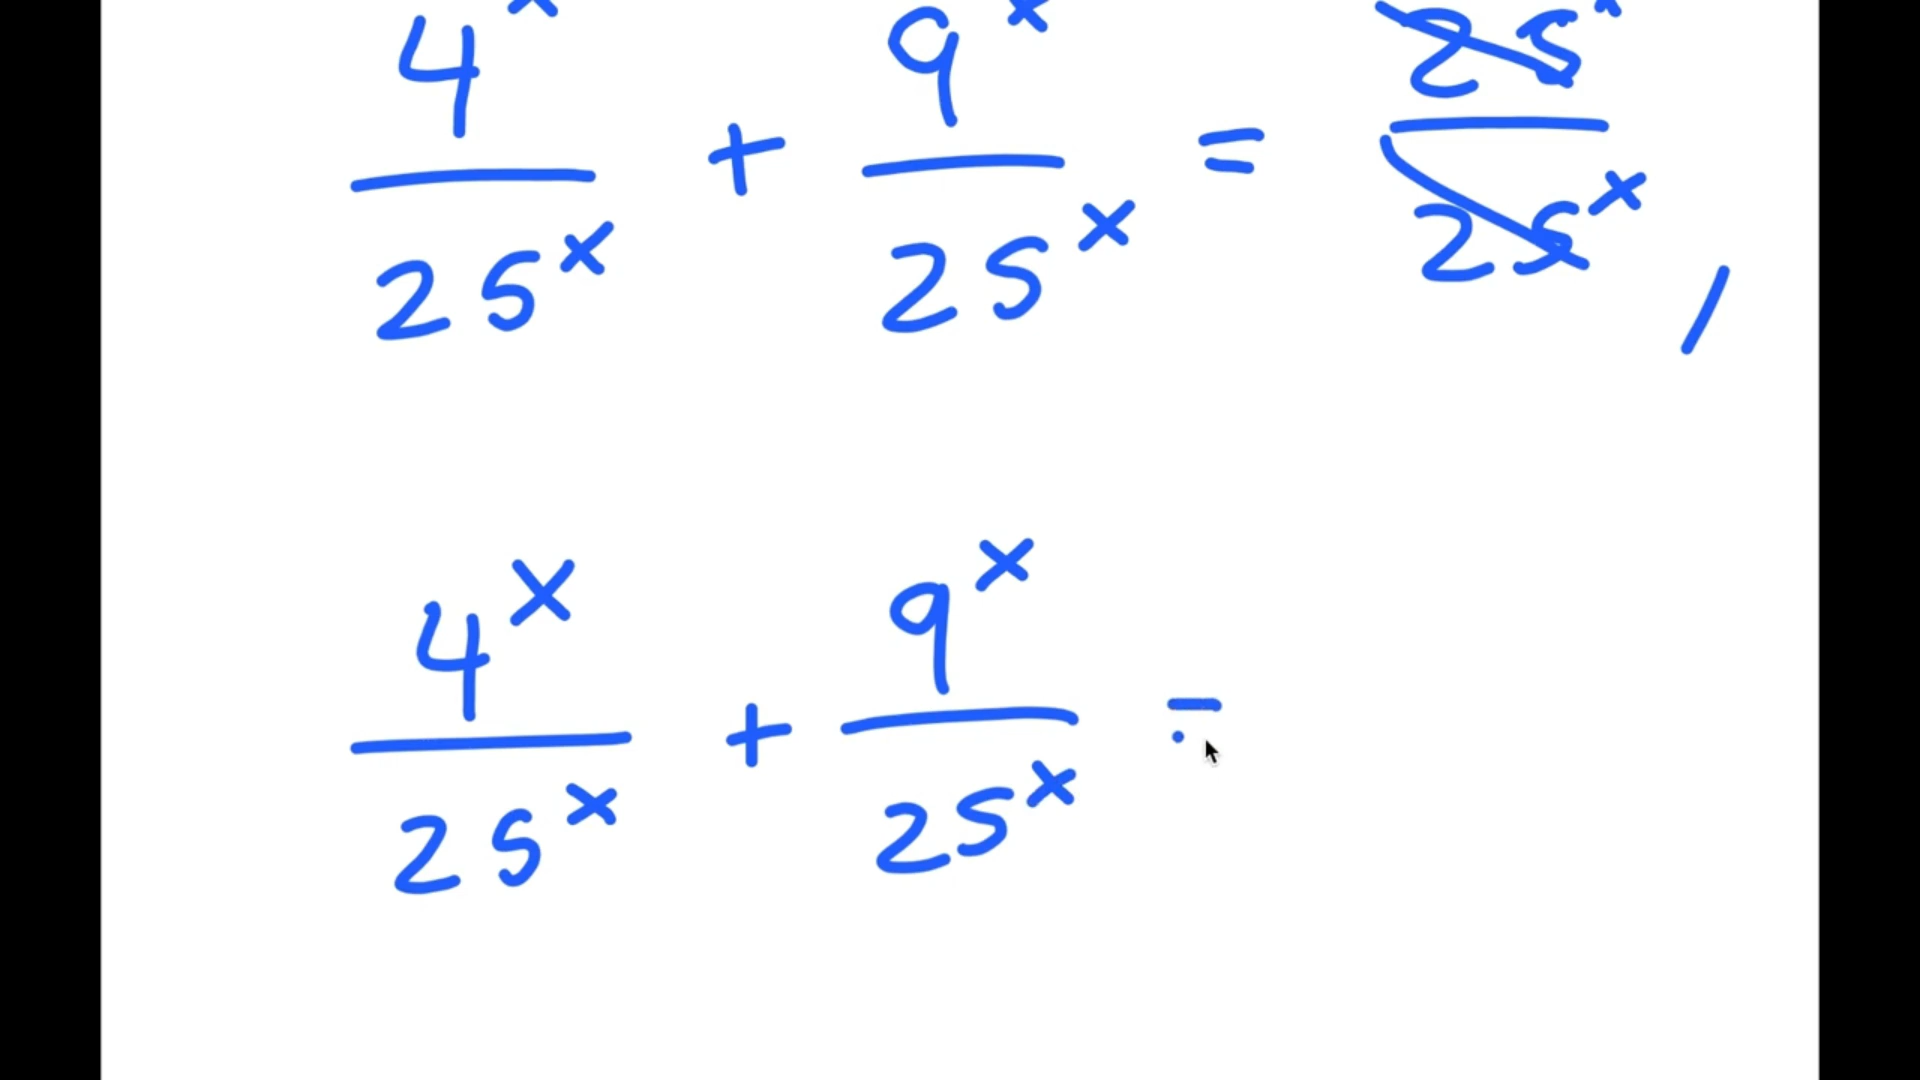 4^x/25^x + 9^x/25^x = 25^x/25^x, 1
4^x/25^x + 9^x/25^x =